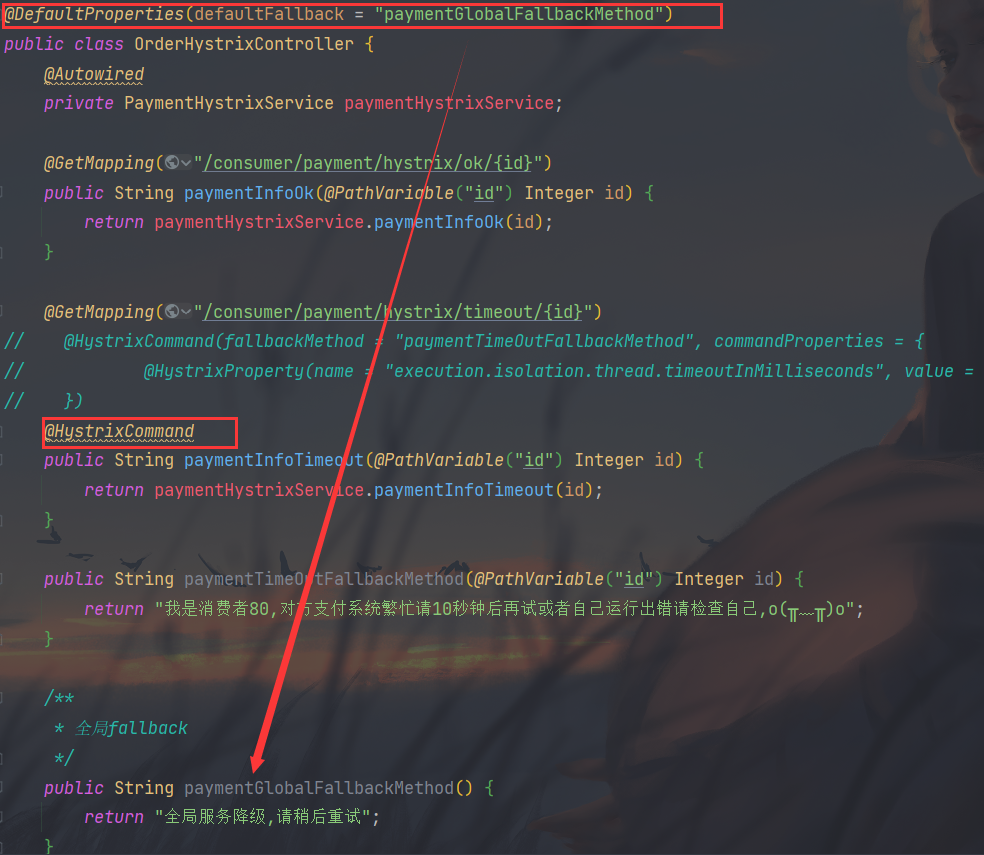 @DefaultProperties(defaultFallback = "paymentGlobalFallbackMethod")
public class OrderHystrixController {
    @Autowired
    private PaymentHystrixService paymentHystrixService;

    @GetMapping("/consumer/payment/hystrix/ok/{id}")
    public String paymentInfoOk(@PathVariable("id") Integer id) {
        return paymentHystrixService.paymentInfoOk(id);
    }

    @GetMapping("/consumer/payment/hystrix/timeout/{id}")
//    @HystrixCommand(fallbackMethod = "paymentTimeOutFallbackMethod", commandProperties = {
//            @HystrixProperty(name = "execution.isolation.thread.timeoutInMilliseconds", value =
//    })
    @HystrixCommand
    public String paymentInfoTimeout(@PathVariable("id") Integer id) {
        return paymentHystrixService.paymentInfoTimeout(id);
    }

    public String paymentTimeOutFallbackMethod(@PathVariable("id") Integer id) {
        return "我是消费者80,对方支付系统繁忙请10秒钟后再试或者自己运行出错请检查自己,o(╥﹏╥)o";
    }

    /**
     * 全局fallback
     */
    public String paymentGlobalFallbackMethod() {
        return "全局服务降级,请稍后重试";
    }